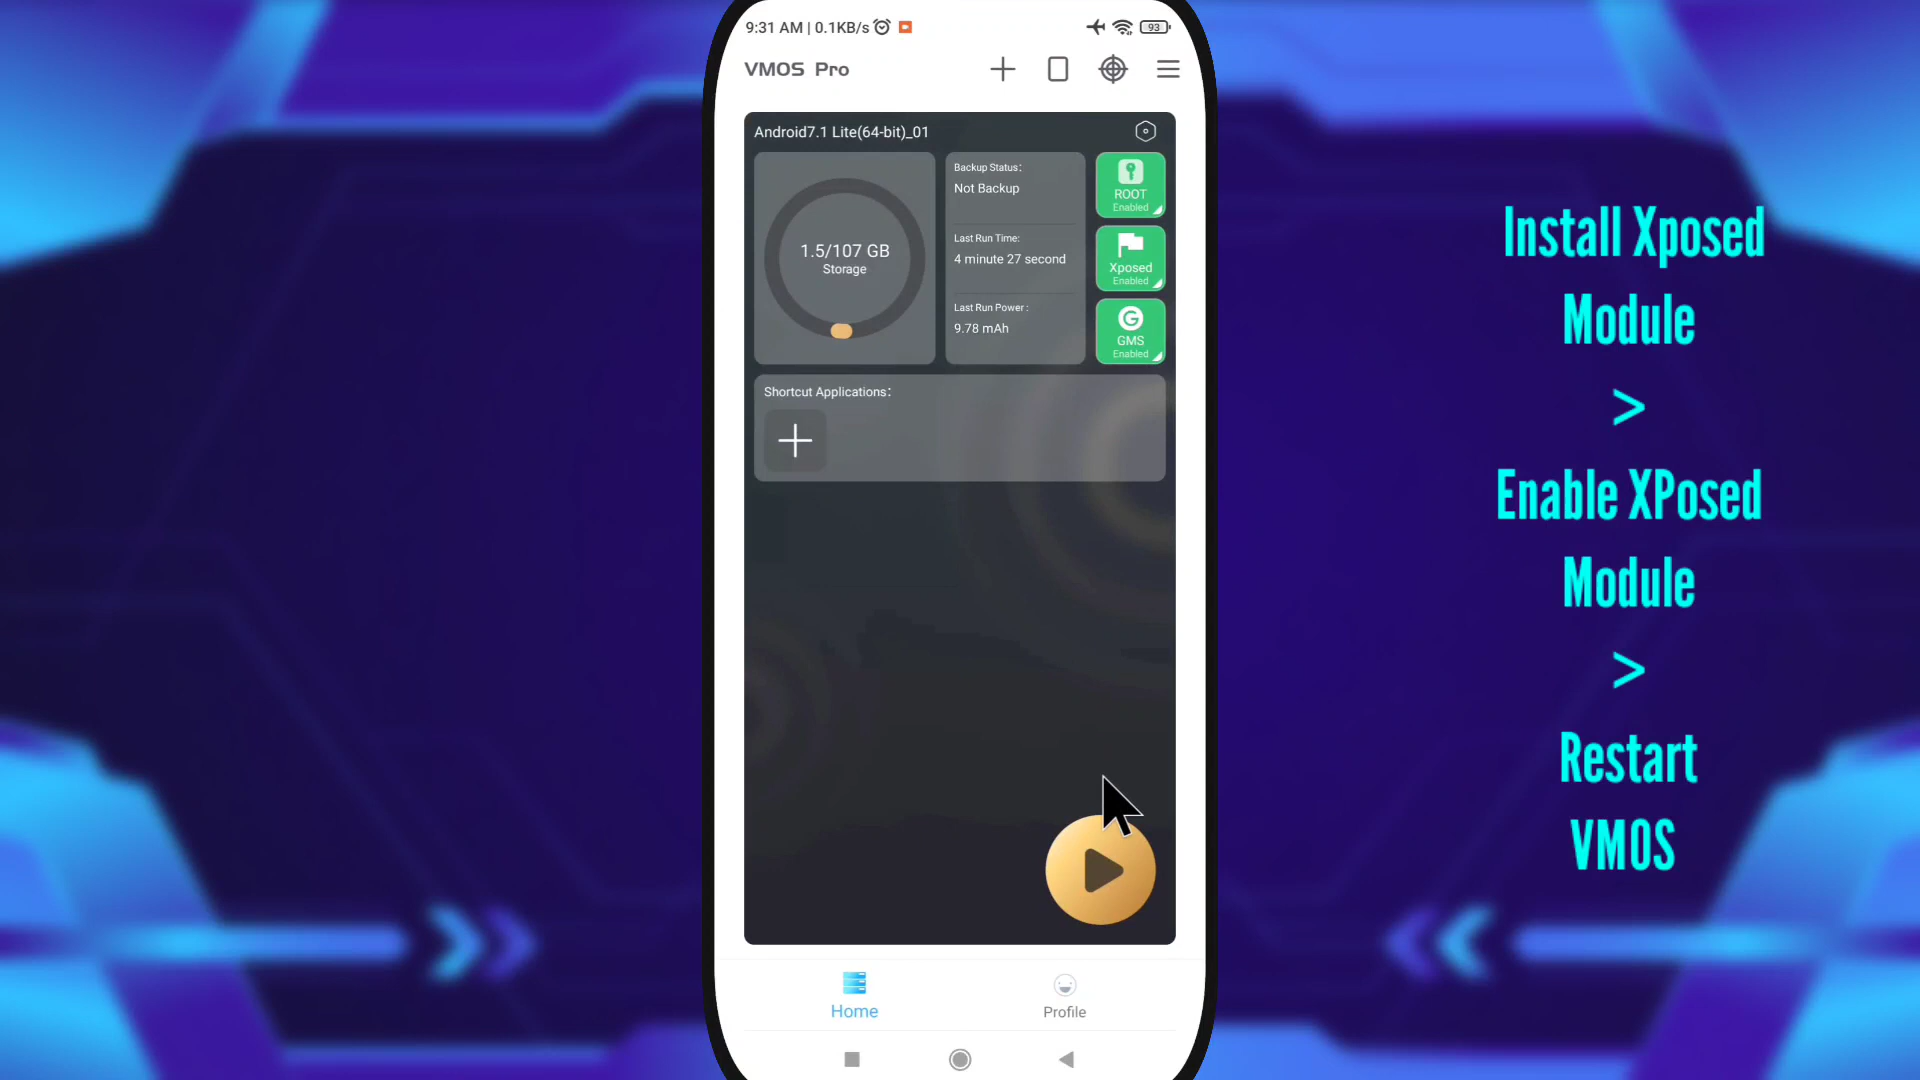 9:31 AM | 0.1KB/s
93
VMOS Pro
Android7.1 Lite(64-bit)_01
1.5/107 GB
Storage
Backup Status:
Not Backup
Last Run Time:
4 minute 27 second
Last Run Power :
9.78 mAh
ROOT
Enabled
Xposed
Enabled
G
GMS
Enabled
Shortcut Applications:
Home
Profile
Install Xposed
Module
>
Enable XPosed
Module
>
Restart
VMOS